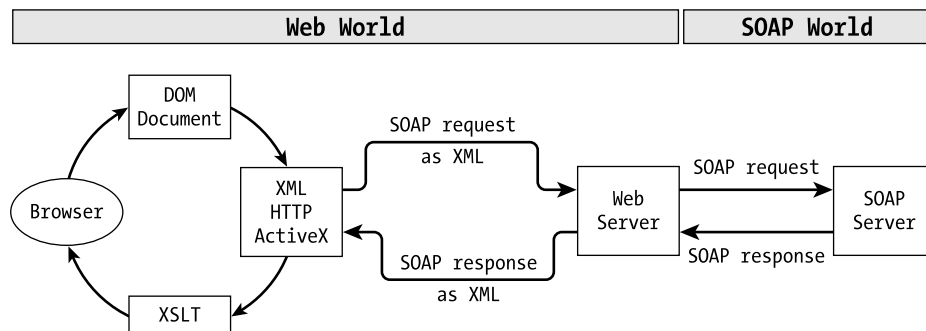 Web World
SOAP World
DOM
Document
SOAP request
as XML
SOAP request
XML
HTTP
ActiveX
Browser
Web
Server
SOAP
Server
SOAP response
as XML
SOAP response
XSLT